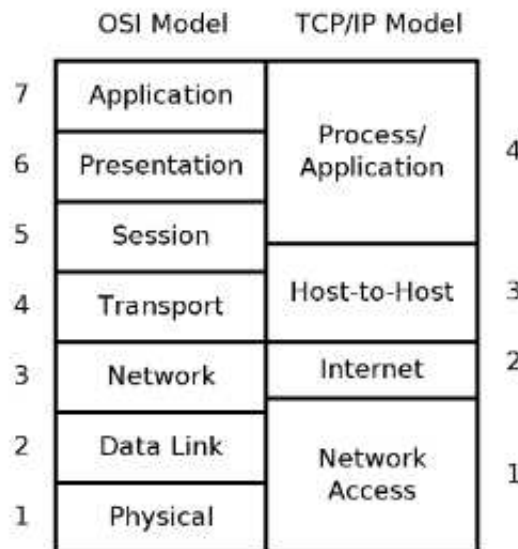 OSI Model TCP/IP Model
7 Application
Process/
Application 4
6 Presentation
5 Session
4 Transport
Host-to-Host 3
3 Network
Internet 2
2 Data Link
Network
Access 1
1 Physical